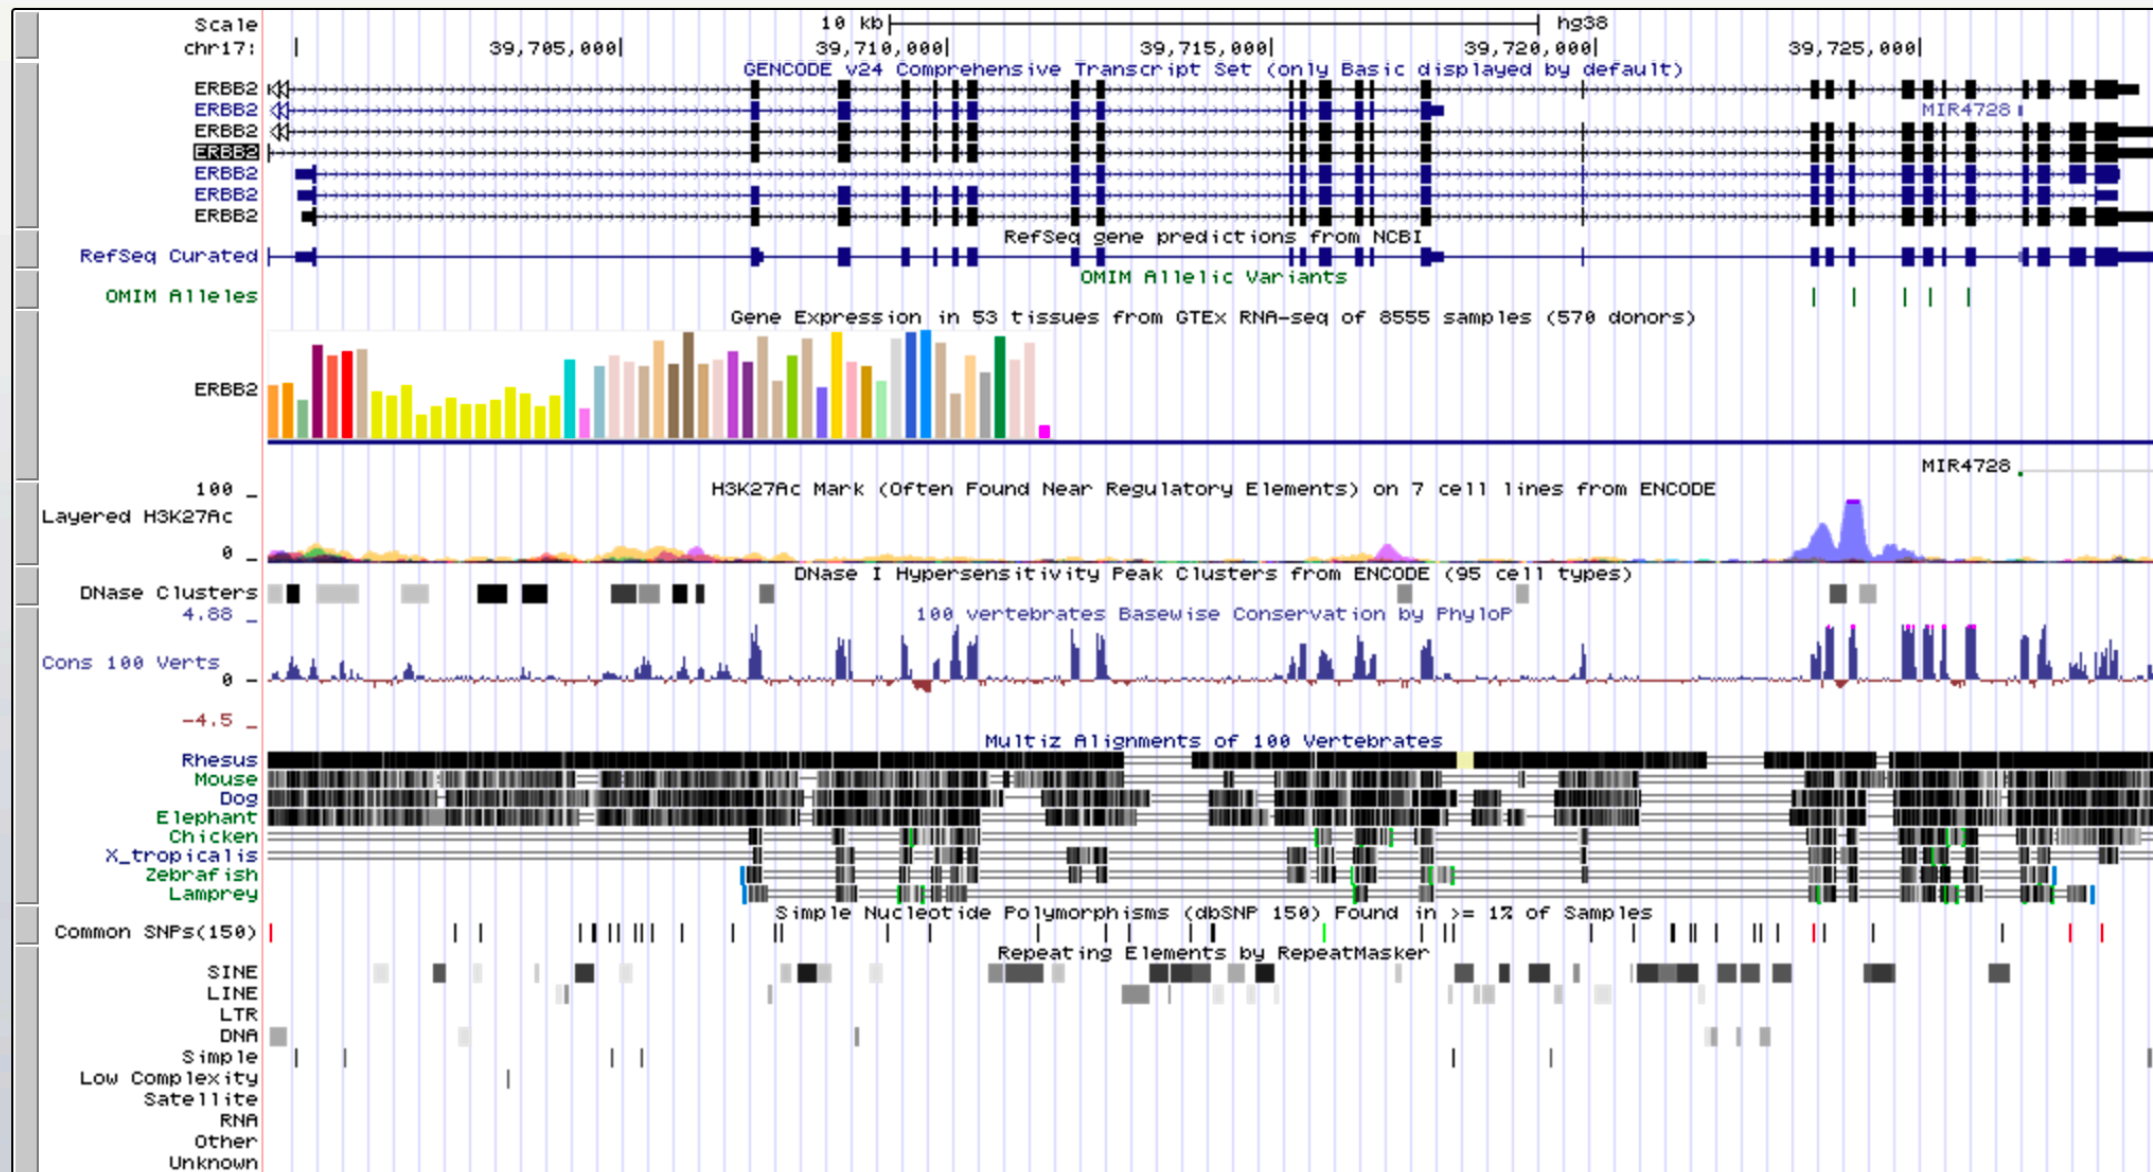 Scale 10 kb hg38
chr17: 39,705,000 39,710,000 39,715,000 39,720,000 39,725,000
GENCODE v24 Comprehensive Transcript Set (only Basic displayed by default)
ERBB2
ERBB2 MIR4728
ERBB2
ERBB2
ERBB2
ERBB2
ERBB2
RefSeq gene predictions from NCBI
RefSeq Curated
OMIM Allelic Variants
OMIM Alleles
Gene Expression in 53 tissues from GTEx RNA-seq of 8555 samples (570 donors)
ERBB2
MIR4728
100 _ H3K27Ac Mark (Often Found Near Regulatory Elements) on 7 cell lines from ENCODE
Layered H3K27Ac
0 _
DNase I Hypersensitivity Peak Clusters from ENCODE (95 cell types)
DNase Clusters
4.88 _ 100 vertebrates Basewise Conservation by PhyloP
Cons 100 Verts
0 -
-4.5 _
Multiz Alignments of 100 Vertebrates
Rhesus
Mouse
Dog
Elephant
Chicken
X_tropicalis
Zebrafish
Lamprey
Simple Nucleotide Polymorphisms (dbSNP 150) Found in >= 1% of Samples
Common SNPs(150)
Repeating Elements by RepeatMasker
SINE
LINE
LTR
DNA
Simple
Low Complexity
Satellite
RNA
Other
Unknown